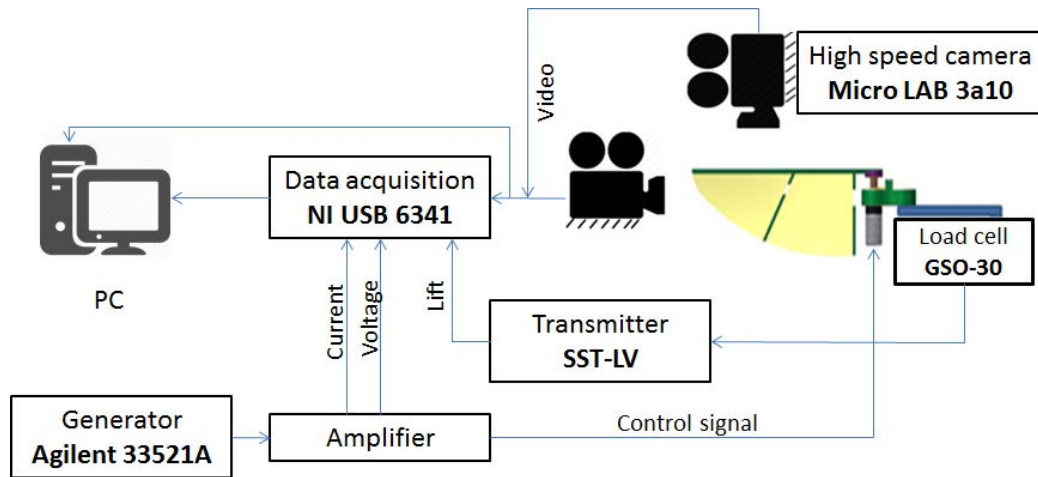 High speed camera
Micro LAB 3a10
Video
Data acquisition
NI USB 6341
Load cell
GSO-30
PC
Current
Voltage
Lift
Transmitter
SST-LV
Generator
Agilent 33521A
Amplifier
Control signal